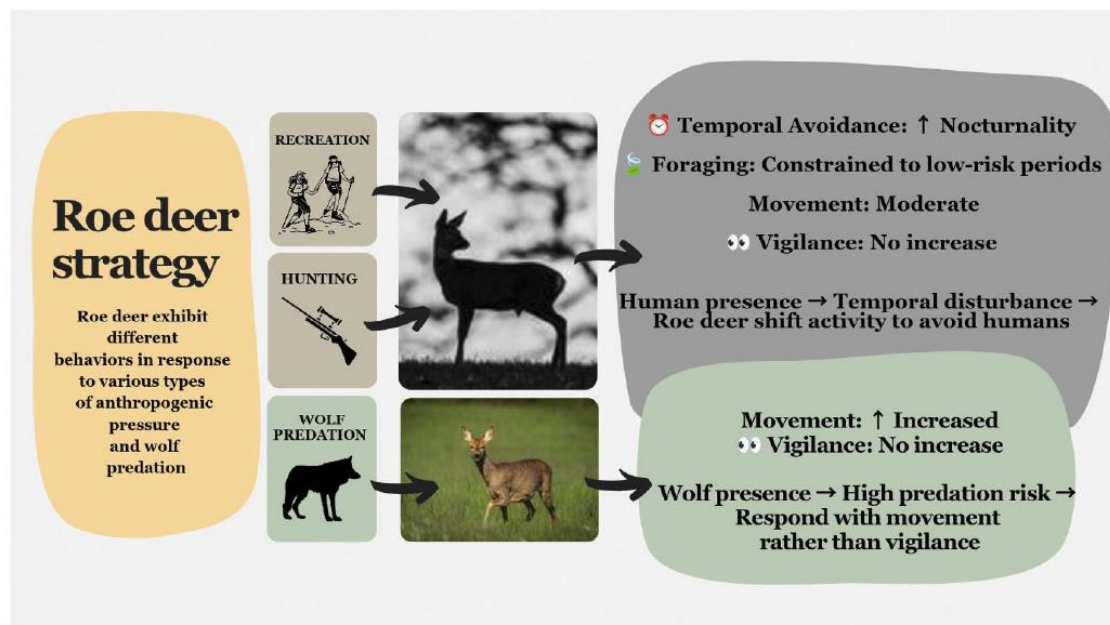 Roe deer
strategy
Roe deer exhibit
different
behaviors in response
to various types
of anthropogenic
pressure
and wolf
predation
RECREATION
HUNTING
WOLF
PREDATION
⏰ Temporal Avoidance: ↑ Nocturnality
🍃 Foraging: Constrained to low-risk periods
Movement: Moderate
👀 Vigilance: No increase
Human presence → Temporal disturbance →
Roe deer shift activity to avoid humans
Movement: ↑ Increased
👀 Vigilance: No increase
Wolf presence → High predation risk →
Respond with movement
rather than vigilance